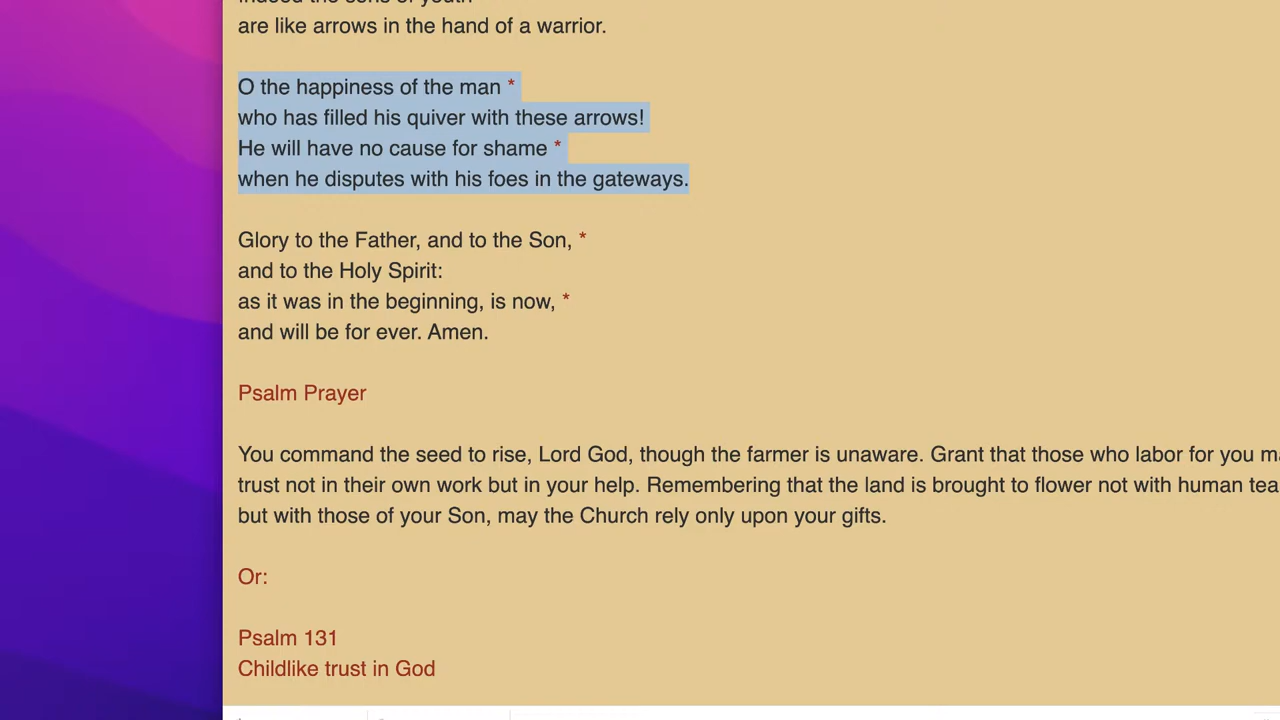 are like arrows in the hand of a warrior.
O the happiness of the man *
who has filled his quiver with these arrows!
He will have no cause for shame *
when he disputes with his foes in the gateways.
Glory to the Father, and to the Son, *
and to the Holy Spirit:
as it was in the beginning, is now, *
and will be for ever. Amen.
Psalm Prayer
You command the seed to rise, Lord God, though the farmer is unaware. Grant that those who labor for you
trust not in their own work but in your help. Remembering that the land is brought to flower not with human
but with those of your Son, may the Church rely only upon your gifts.
Or:
Psalm 131
Childlike trust in God